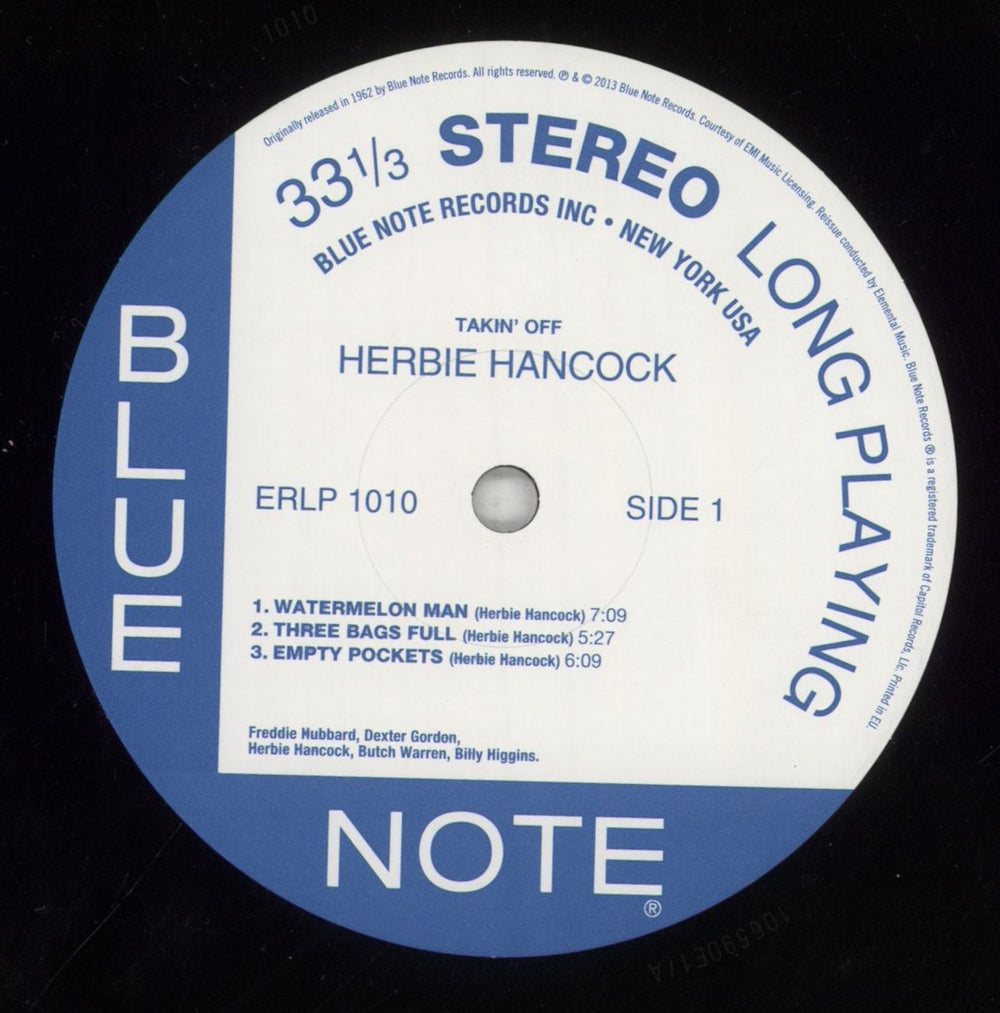 1010
Originally released in 1962 by Blue Note Records. All rights reserved. ℗ & © 2013 Blue Note Records. Courtesy of EMI Music Licensing. Reissue conducted by Elemental Music. Blue Note Records ® is a registered trademark of Capitol Records, Llc. Printed in EU.
33 1/3 STEREO LONG PLAYING
BLUE NOTE RECORDS INC • NEW YORK USA
TAKIN' OFF
HERBIE HANCOCK
ERLP 1010
SIDE 1
1. WATERMELON MAN (Herbie Hancock) 7:09
2. THREE BAGS FULL (Herbie Hancock) 5:27
3. EMPTY POCKETS (Herbie Hancock) 6:09
Freddie Hubbard, Dexter Gordon,
Herbie Hancock, Butch Warren, Billy Higgins.
BLUE
NOTE®
106590E1/A